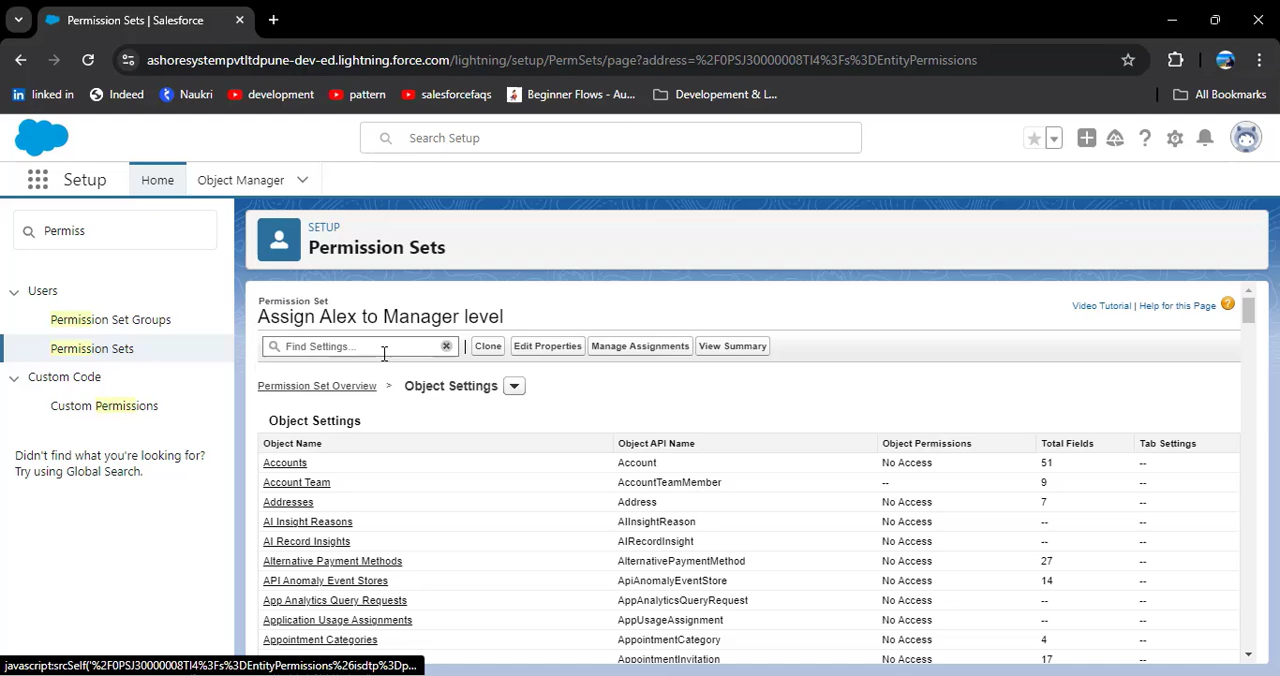 Permission Sets | Salesforce
ashoresystempvtltdpune-dev-ed.lightning.force.com/lightning/setup/PermSets/page?address=%2F0PSJ30000008Tl4%3Fs%3DEntityPermissions
linked in
Indeed
Naukri
development
pattern
salesforcefaqs
Beginner Flows - Au...
Developement & L...
All Bookmarks
Search Setup
Setup
Home
Object Manager
Permiss
Users
Permission Set Groups
Permission Sets
Custom Code
Custom Permissions
Didn't find what you're looking for?
Try using Global Search.
SETUP
Permission Sets
Permission Set
Assign Alex to Manager level
Video Tutorial | Help for this Page
Find Settings...
Clone
Edit Properties
Manage Assignments
View Summary
Permission Set Overview > Object Settings
Object Settings
Object Name Object API Name Object Permissions Total Fields Tab Settings
Accounts Account No Access 51 --
Account Team AccountTeamMember -- 9 --
Addresses Address No Access 7 --
AI Insight Reasons AIInsightReason No Access -- --
AI Record Insights AIRecordInsight No Access -- --
Alternative Payment Methods AlternativePaymentMethod No Access 27 --
API Anomaly Event Stores ApiAnomalyEventStore No Access 14 --
App Analytics Query Requests AppAnalyticsQueryRequest No Access -- --
Application Usage Assignments AppUsageAssignment No Access -- --
Appointment Categories AppointmentCategory No Access 4 --
AppointmentInvitation No Access 17 --
javascript:srcSelf('%2F0PSJ30000008Tl4%3Fs%3DEntityPermissions%26isdtp%3Dp...